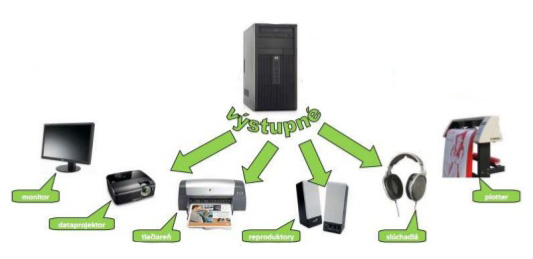 výstupné
monitor
dataprojektor
tlačiareň
reproduktory
slúchadlá
plotter